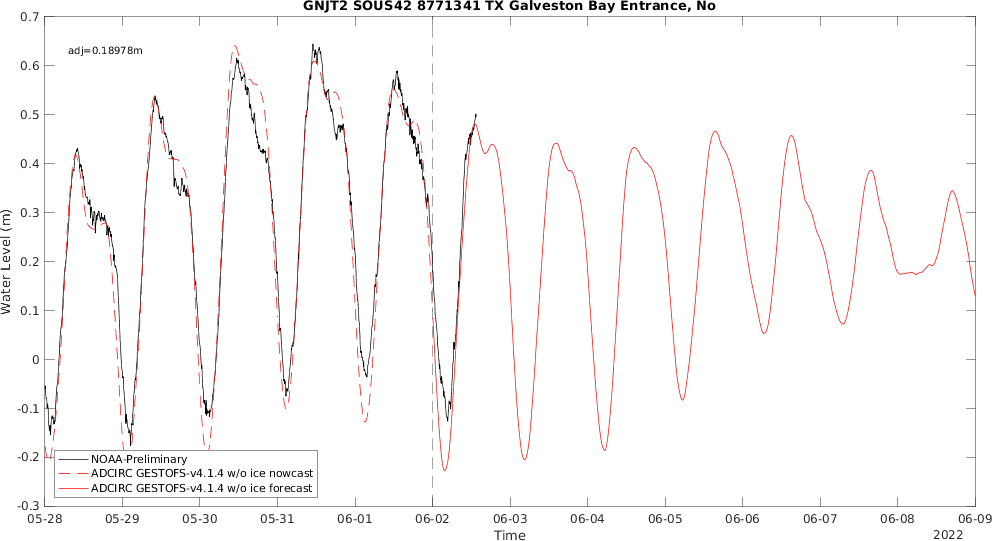 GNJT2 SOUS42 8771341 TX Galveston Bay Entrance, No
adj=0.18978m
0.7
0.6
0.5
0.4
0.3
0.2
0.1
0
-0.1
-0.2
-0.3
Water Level (m)
NOAA-Preliminary
ADCIRC GESTOFS-v4.1.4 w/o ice nowcast
ADCIRC GESTOFS-v4.1.4 w/o ice forecast
05-28 05-29 05-30 05-31 06-01 06-02 06-03 06-04 06-05 06-06 06-07 06-08 06-09
Time
2022